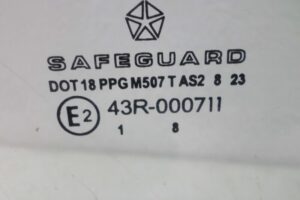 SAFEGUARD
DOT 18 PPG M507 T AS2 8 23
E2 43R-000711
1 8